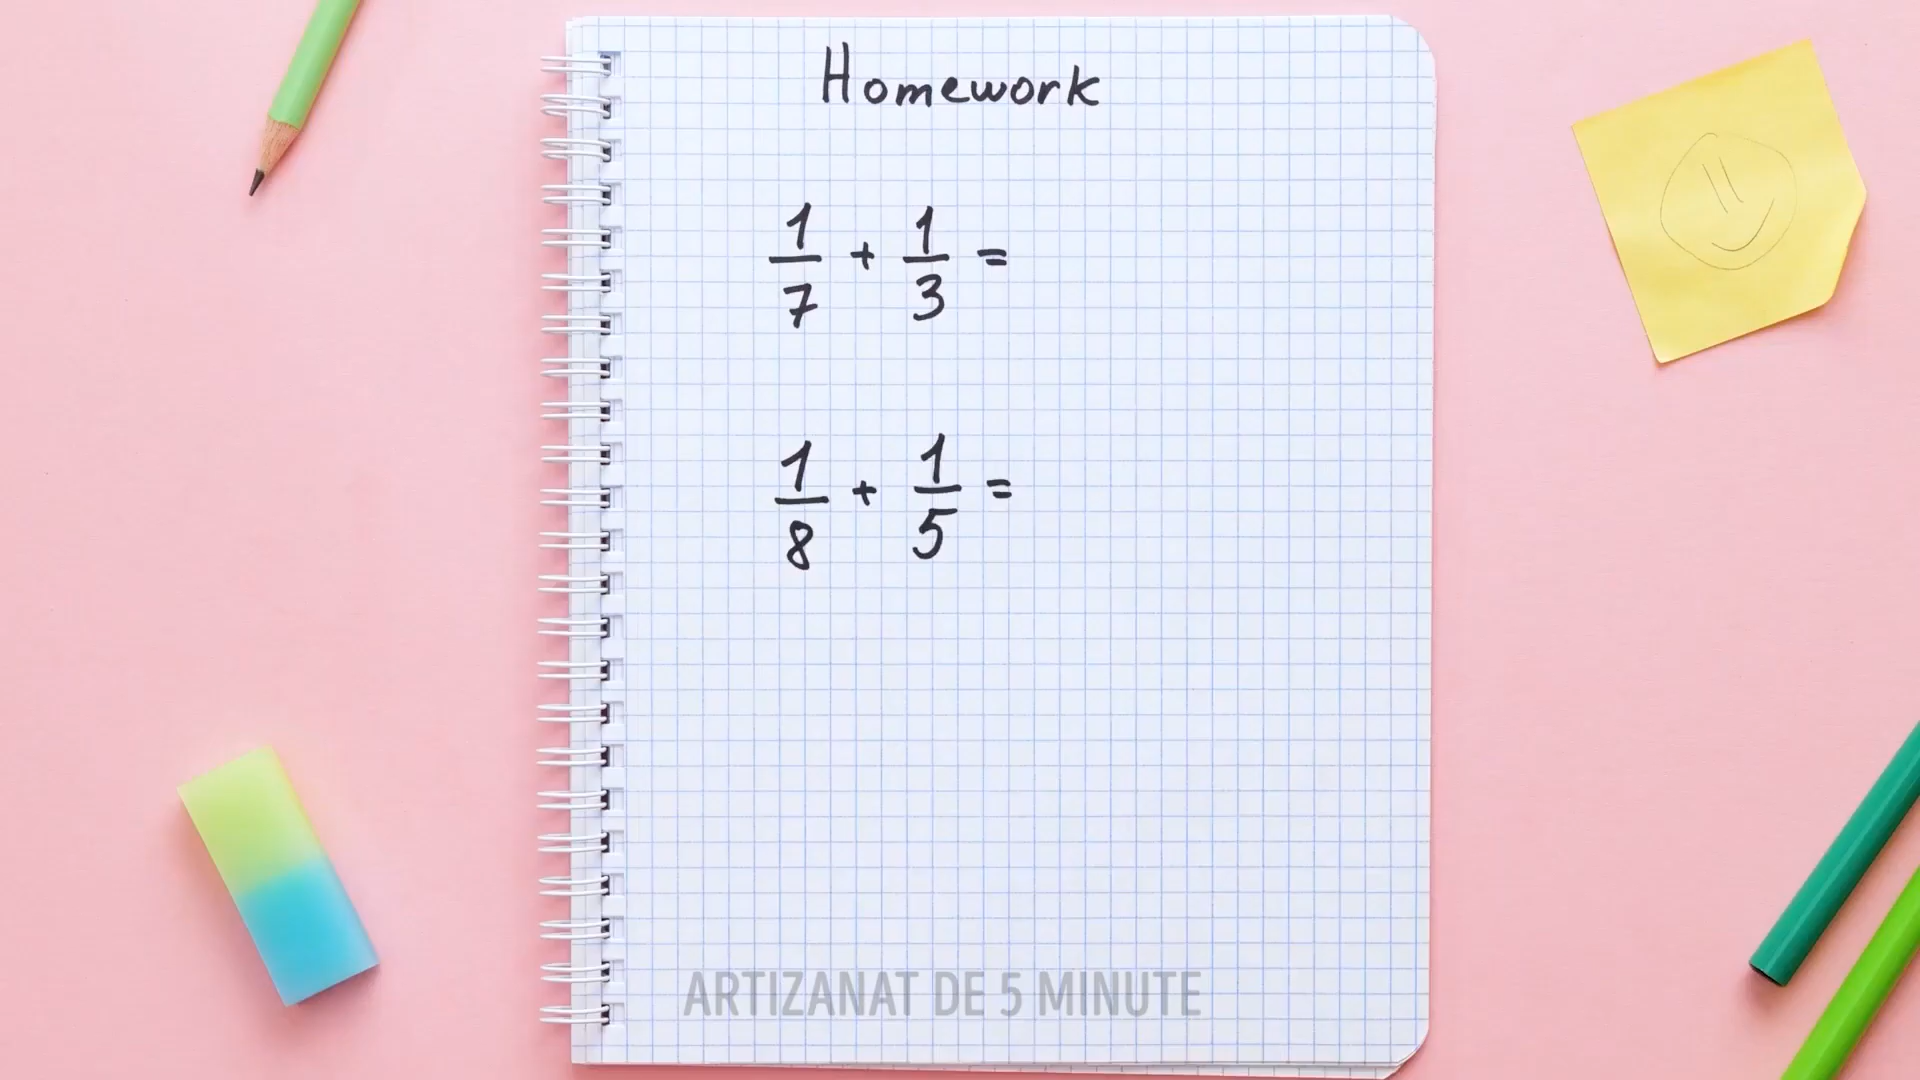 Homework
1/7 + 1/3 =
1/8 + 1/5 =
ARTIZANAT DE 5 MINUTE